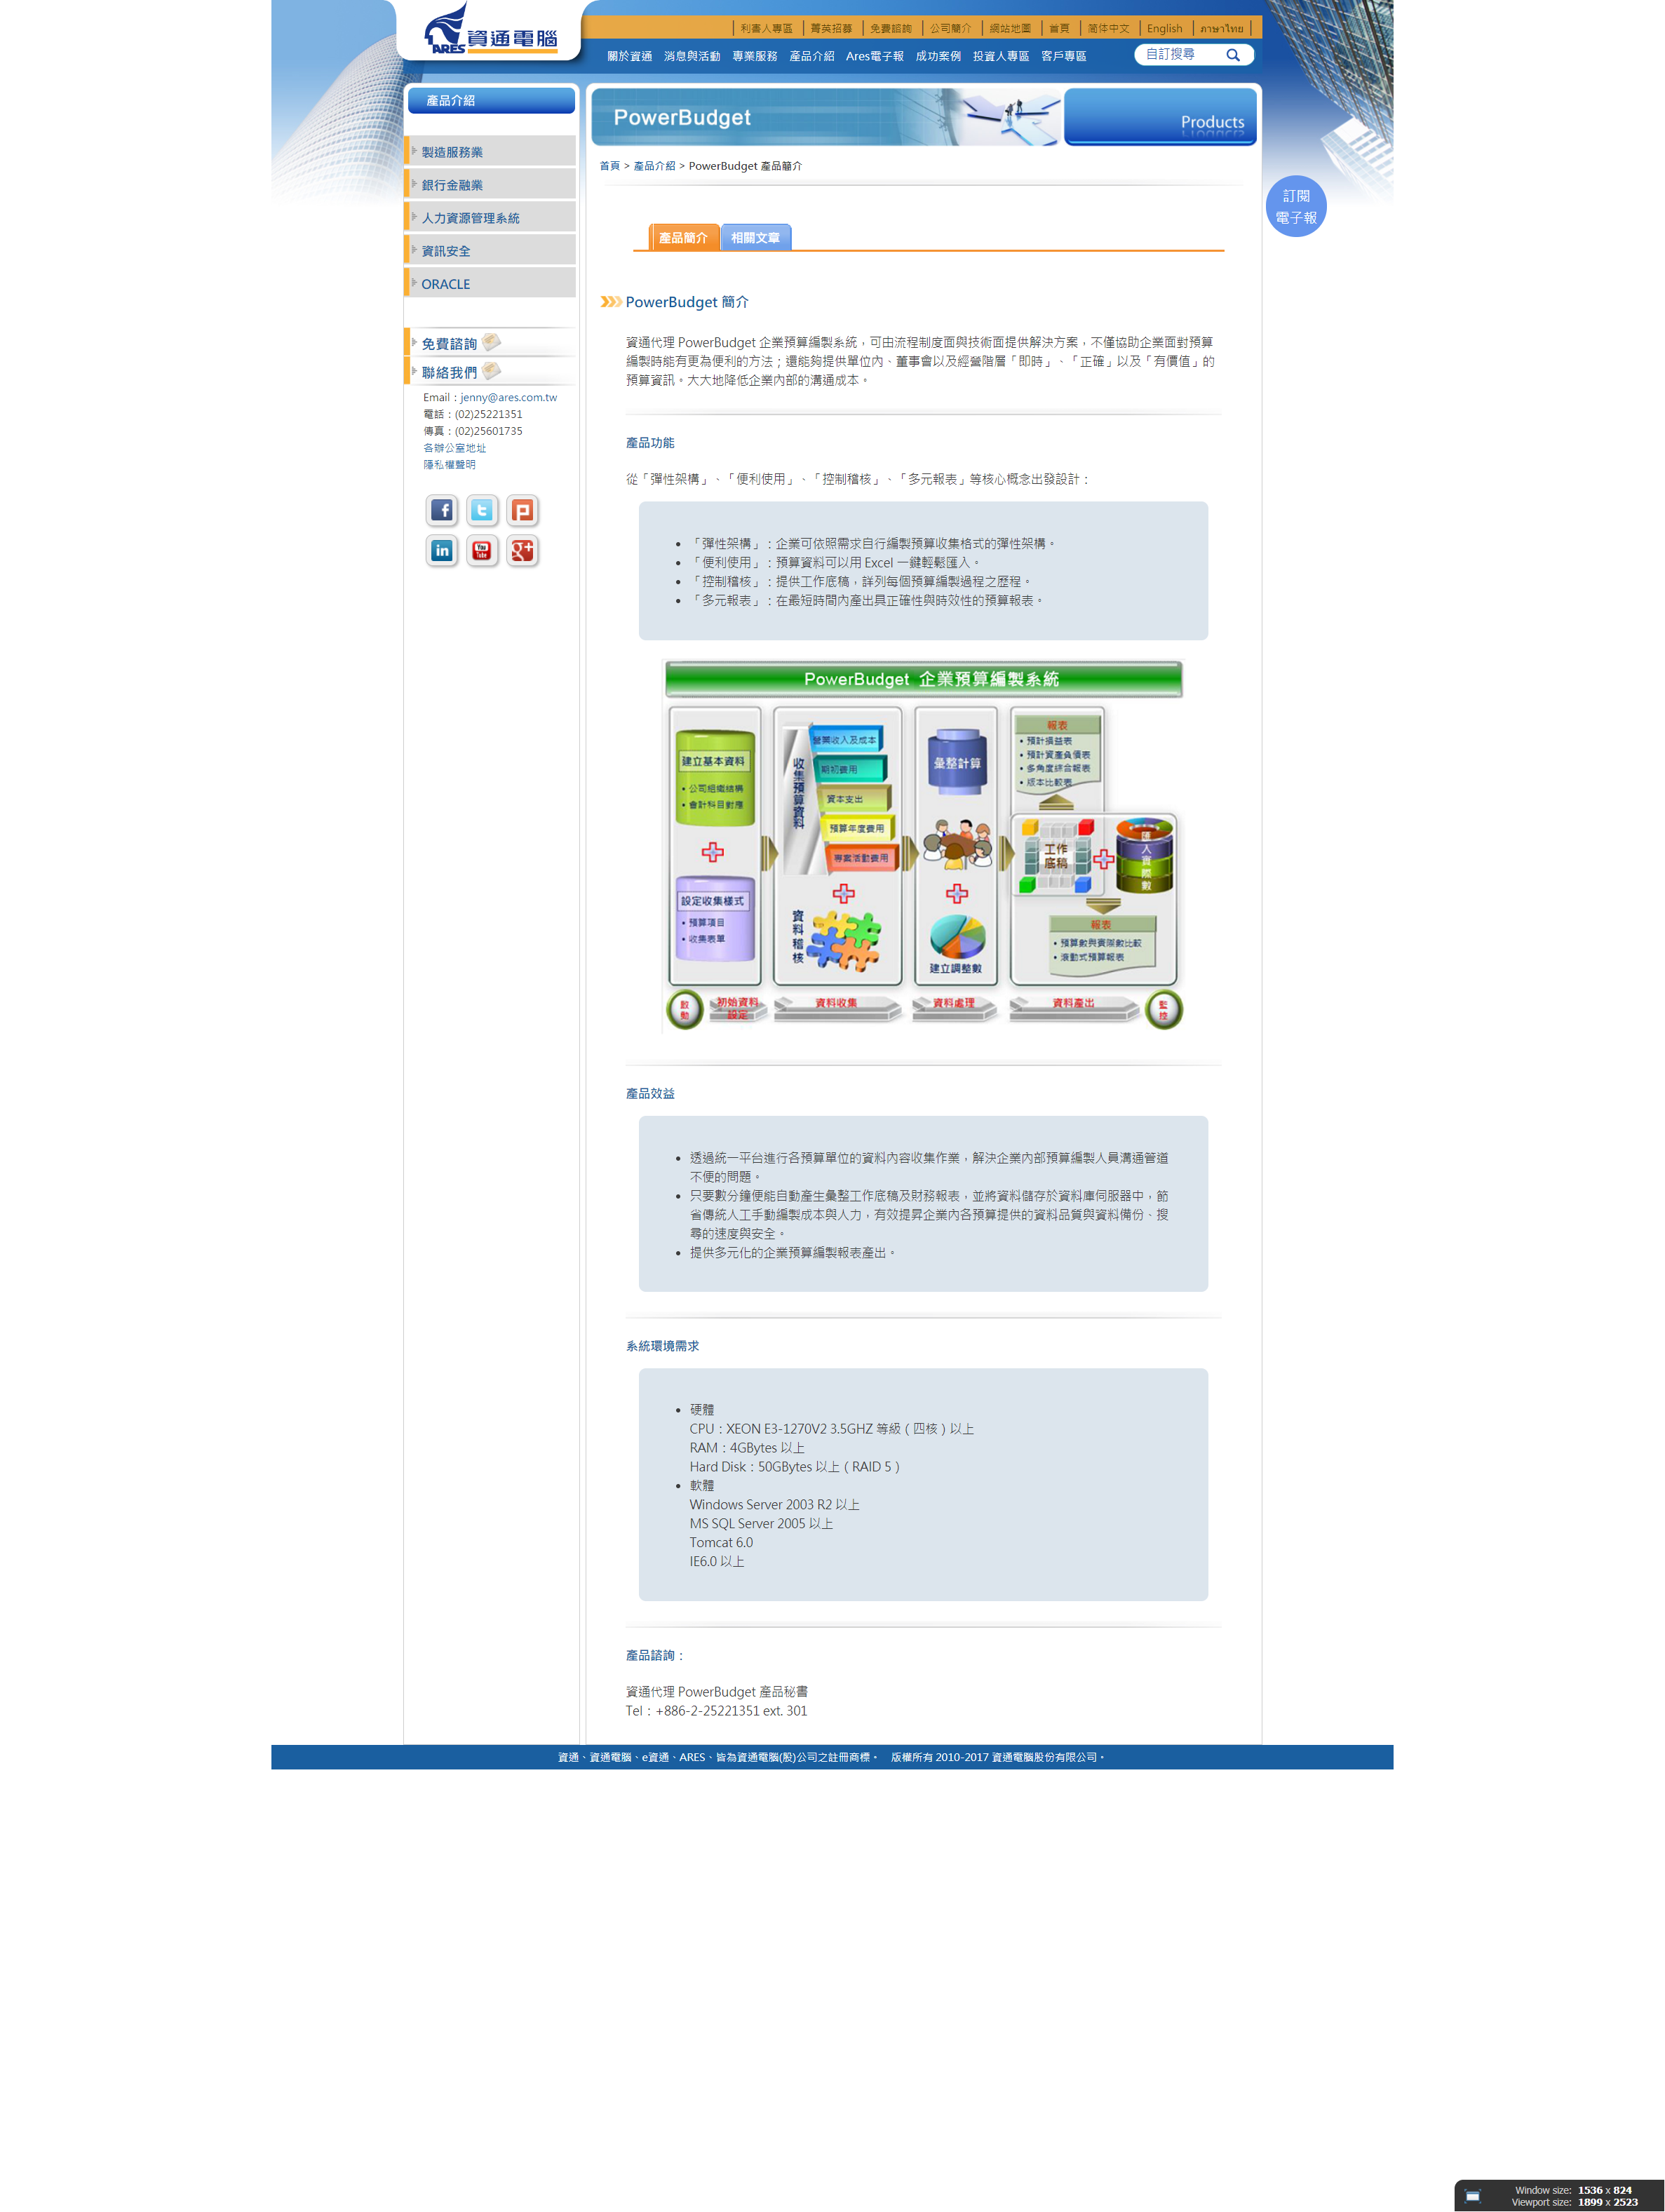 ARES 資通電腦
利害人專區 菁英招募 免費諮詢 公司簡介 網站地圖 首頁 简体中文 English ภาษาไทย
關於資通 消息與活動 專業服務 產品介紹 Ares電子報 成功案例 投資人專區 客戶專區
自訂搜尋
產品介紹
製造服務業
銀行金融業
人力資源管理系統
資訊安全
ORACLE
免費諮詢
聯絡我們
Email：jenny@ares.com.tw
電話：(02)25221351
傳真：(02)25601735
各辦公室地址
隱私權聲明
PowerBudget
Products
首頁 > 產品介紹 > PowerBudget 產品簡介
訂閱
電子報
產品簡介 相關文章
PowerBudget 簡介
資通代理 PowerBudget 企業預算編製系統，可由流程制度面與技術面提供解決方案，不僅協助企業面對預算
編製時能有更為便利的方法；還能夠提供單位內、董事會以及經營階層「即時」、「正確」以及「有價值」的
預算資訊。大大地降低企業內部的溝通成本。
產品功能
從「彈性架構」、「便利使用」、「控制稽核」、「多元報表」等核心概念出發設計：
• 「彈性架構」：企業可依照需求自行編製預算收集格式的彈性架構。
• 「便利使用」：預算資料可以用 Excel 一鍵輕鬆匯入。
• 「控制稽核」：提供工作底稿，詳列每個預算編製過程之歷程。
• 「多元報表」：在最短時間內產出具正確性與時效性的預算報表。
PowerBudget 企業預算編製系統
建立基本資料
• 公司組織結構
• 會計科目對應
設定收集樣式
• 預算項目
• 收集表單
收集預算資料
營業收入及成本
期初費用
資本支出
預算年度費用
專案活動費用
資料稽核
彙整計算
建立調整數
報表
• 預計損益表
• 預計資產負債表
• 多角度綜合報表
• 版本比較表
工作
底稿
匯入實際數
報表
• 預算數與實際數比較
• 滾動式預算報表
啟動
初始資料
設定
資料收集
資料處理
資料產出
監控
產品效益
• 透過統一平台進行各預算單位的資料內容收集作業，解決企業內部預算編製人員溝通管道
不便的問題。
• 只要數分鐘便能自動產生彙整工作底稿及財務報表，並將資料儲存於資料庫伺服器中，節
省傳統人工手動編製成本與人力，有效提昇企業內各預算提供的資料品質與資料備份、搜
尋的速度與安全。
• 提供多元化的企業預算編製報表產出。
系統環境需求
• 硬體
CPU：XEON E3-1270V2 3.5GHZ 等級（四核）以上
RAM：4GBytes 以上
Hard Disk：50GBytes 以上（RAID 5）
• 軟體
Windows Server 2003 R2 以上
MS SQL Server 2005 以上
Tomcat 6.0
IE6.0 以上
產品諮詢：
資通代理 PowerBudget 產品秘書
Tel：+886-2-25221351 ext. 301
資通、資通電腦、e資通、ARES、皆為資通電腦(股)公司之註冊商標。 版權所有 2010-2017 資通電腦股份有限公司。
Window size: 1536 x 824
Viewport size: 1899 x 2523